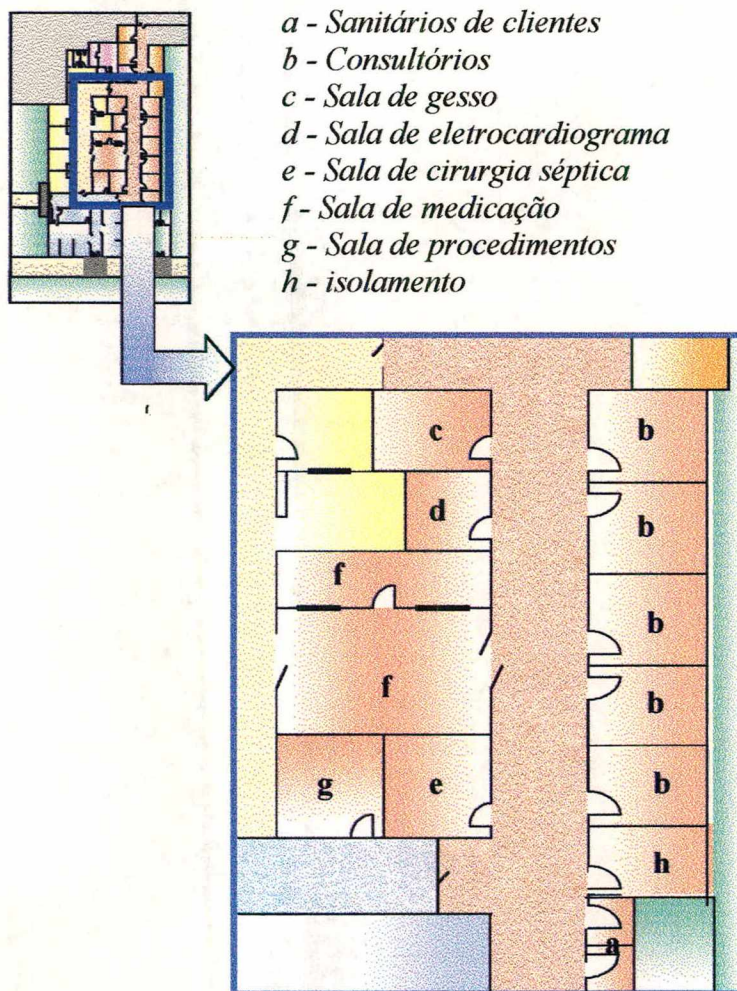 a - Sanitários de clientes
b - Consultórios
c - Sala de gesso
d - Sala de eletrocardiograma
e - Sala de cirurgia séptica
f - Sala de medicação
g - Sala de procedimentos
h - isolamento
c
b
d
b
f
b
f
b
g
e
b
h
a